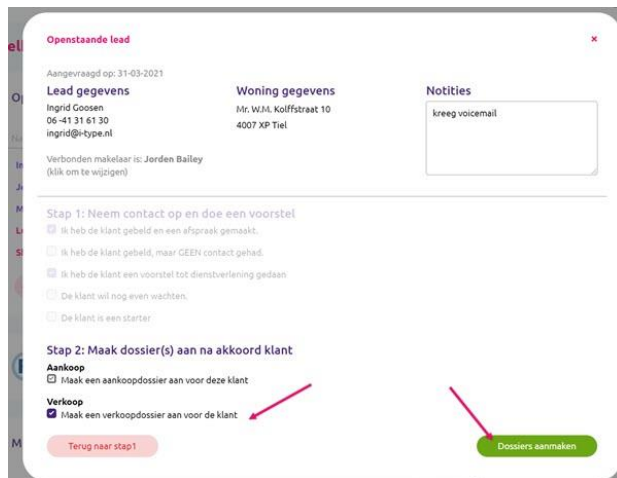 Openstaande lead
×
Aangevraagd op: 31-03-2021
Lead gegevens
Ingrid Goosen
06 -41 31 61 30
ingrid@i-type.nl
Verbonden makelaar is: Jorden Bailey
(klik om te wijzigen)
Woning gegevens
Mr. W.M. Kolffstraat 10
4007 XP Tiel
Notities
kreeg voicemail
Stap 1: Neem contact op en doe een voorstel
Ik heb de klant gebeld en een afspraak gemaakt.
Ik heb de klant gebeld, maar GEEN contact gehad.
Ik heb de klant een voorstel tot dienstverlening gedaan
De klant wil nog even wachten.
De klant is een starter
Stap 2: Maak dossier(s) aan na akkoord klant
Aankoop
Maak een aankoopdossier aan voor deze klant
Verkoop
Maak een verkoopdossier aan voor de klant
Terug naar stap1
Dossiers aanmaken